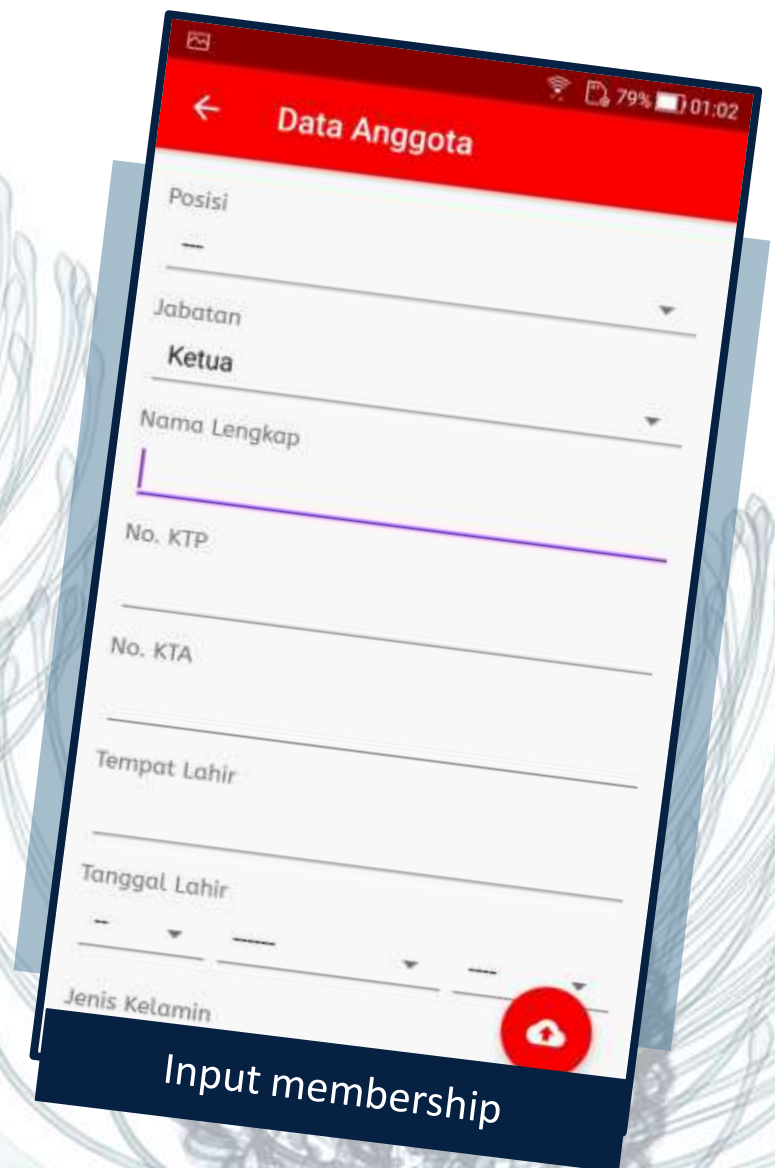 79% 01:02
Data Anggota
Posisi
---
Jabatan
Ketua
Nama Lengkap
No. KTP
No. KTA
Tempat Lahir
Tanggal Lahir
-- ------ ----
Jenis Kelamin
Input membership